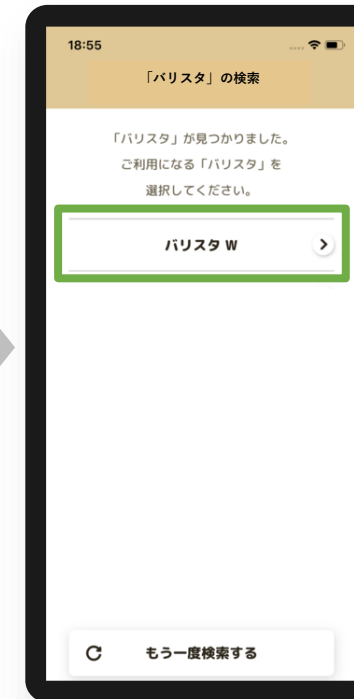 18:55
「バリスタ」の検索
「バリスタ」が見つかりました。
ご利用になる「バリスタ」を
選択してください。
バリスタ W
もう一度検索する